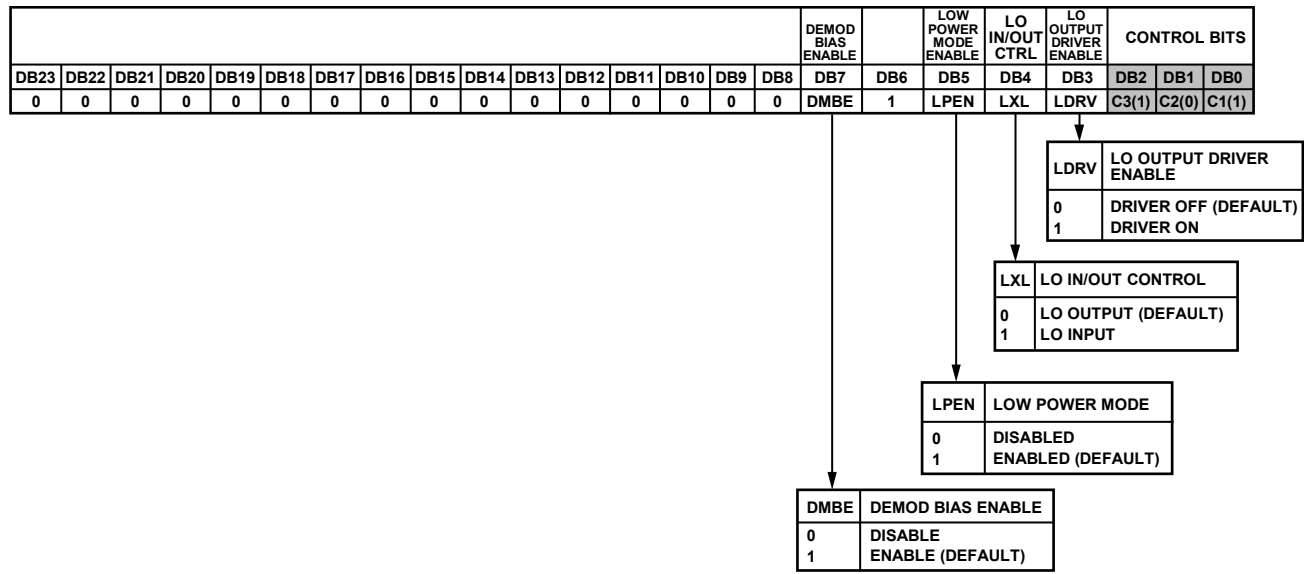 DEMOD BIAS ENABLE LOW POWER MODE ENABLE LO IN/OUT CTRL LO OUTPUT DRIVER ENABLE CONTROL BITS
DB23 DB22 DB21 DB20 DB19 DB18 DB17 DB16 DB15 DB14 DB13 DB12 DB11 DB10 DB9 DB8 DB7 DB6 DB5 DB4 DB3 DB2 DB1 DB0
0 0 0 0 0 0 0 0 0 0 0 0 0 0 0 0 DMBE 1 LPEN LXL LDRV C3(1) C2(0) C1(1)
LDRV LO OUTPUT DRIVER ENABLE
0 DRIVER OFF (DEFAULT)
1 DRIVER ON
LXL LO IN/OUT CONTROL
0 LO OUTPUT (DEFAULT)
1 LO INPUT
LPEN LOW POWER MODE
0 DISABLED
1 ENABLED (DEFAULT)
DMBE DEMOD BIAS ENABLE
0 DISABLE
1 ENABLE (DEFAULT)